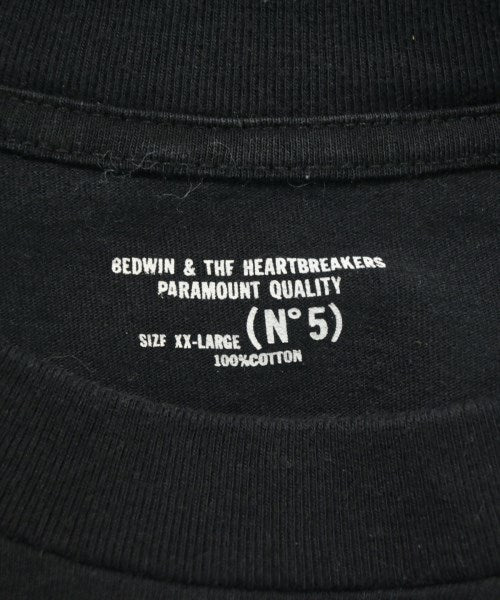 BEDWIN & THE HEARTBREAKERS
PARAMOUNT QUALITY
SIZE XX-LARGE (N° 5)
100%COTTON